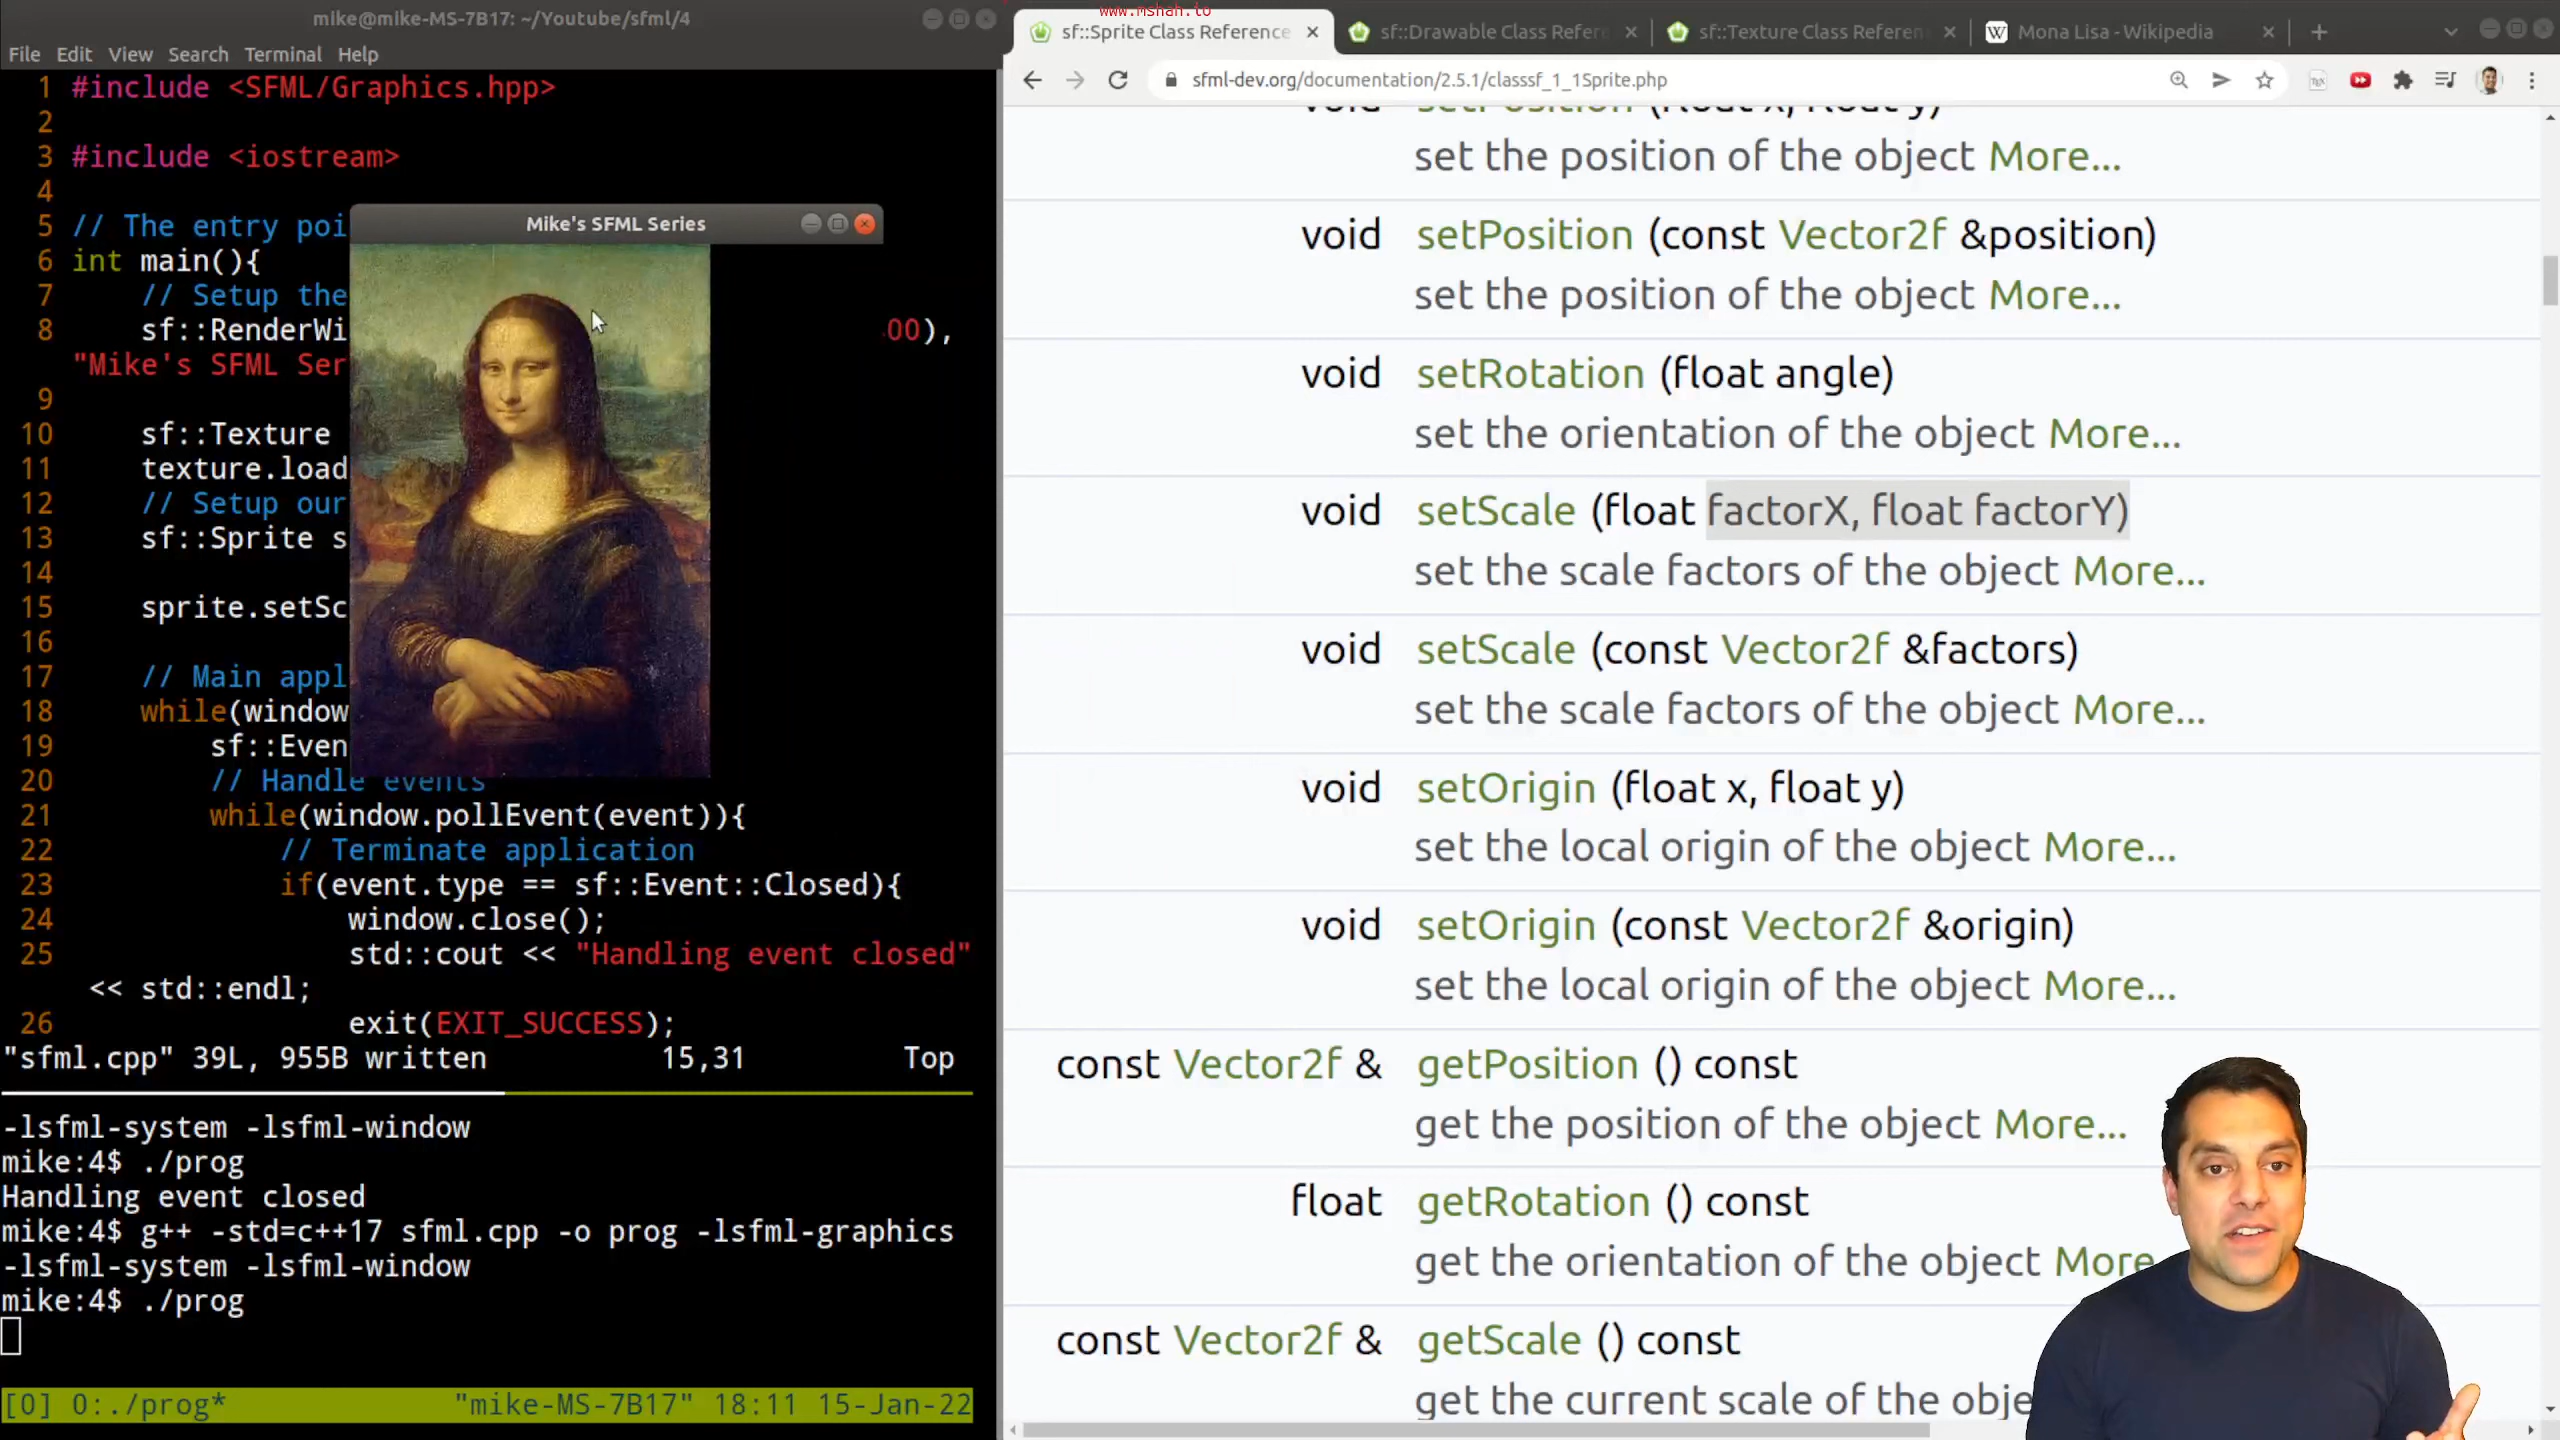 www.mshah.to
mike@mike-MS-7B17: ~/Youtube/sfml/4
File Edit View Search Terminal Help
1 #include <SFML/Graphics.hpp>
2
3 #include <iostream>
4
5 // The entry poi
6 int main(){
7 // Setup the
8 sf::RenderWi 00),
"Mike's SFML Ser
9
10 sf::Texture
11 texture.load
12 // Setup our
13 sf::Sprite s
14
15 sprite.setSc
16
17 // Main appl
18 while(window
19 sf::Even
20 // Handle events
21 while(window.pollEvent(event)){
22 // Terminate application
23 if(event.type == sf::Event::Closed){
24 window.close();
25 std::cout << "Handling event closed"
<< std::endl;
26 exit(EXIT_SUCCESS);
"sfml.cpp" 39L, 955B written 15,31 Top
-lsfml-system -lsfml-window
mike:4$ ./prog
Handling event closed
mike:4$ g++ -std=c++17 sfml.cpp -o prog -lsfml-graphics
-lsfml-system -lsfml-window
mike:4$ ./prog
[0] 0:./prog* "mike-MS-7B17" 18:11 15-Jan-22
Mike's SFML Series
sf::Sprite Class Reference sf::Drawable Class Refer sf::Texture Class Referen Mona Lisa - Wikipedia
sfml-dev.org/documentation/2.5.1/classsf_1_1Sprite.php
void setPosition (float x, float y)
set the position of the object More...
void setPosition (const Vector2f &position)
set the position of the object More...
void setRotation (float angle)
set the orientation of the object More...
void setScale (float factorX, float factorY)
set the scale factors of the object More...
void setScale (const Vector2f &factors)
set the scale factors of the object More...
void setOrigin (float x, float y)
set the local origin of the object More...
void setOrigin (const Vector2f &origin)
set the local origin of the object More...
const Vector2f & getPosition () const
get the position of the object More...
float getRotation () const
get the orientation of the object More
const Vector2f & getScale () const
get the current scale of the obje